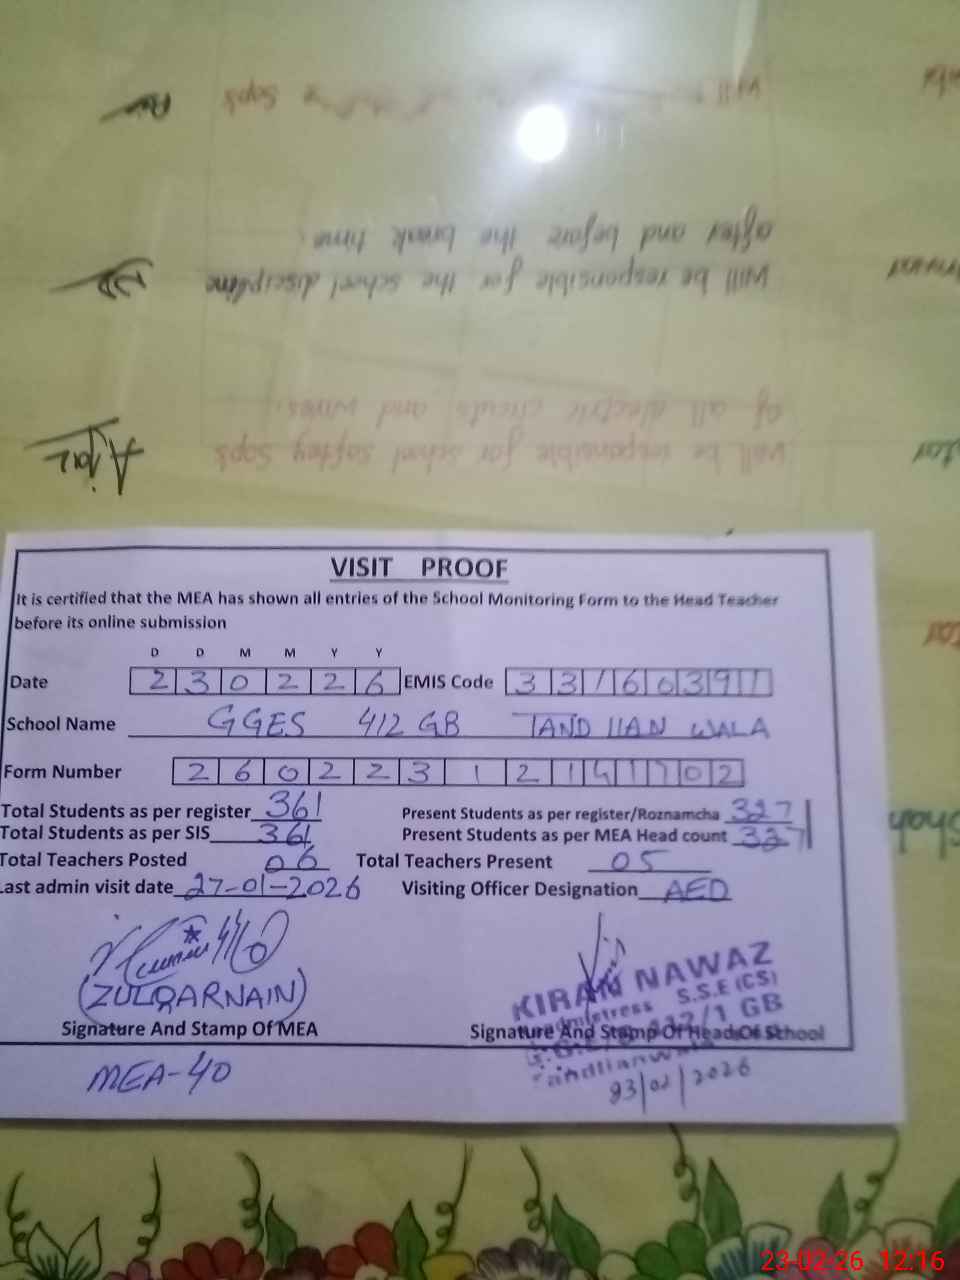 will
Sops
after and before the break time.
will be responsible for the school discipline
of all electric circuits and wires.
will be responsible for school saftey Sops
Ajaz
VISIT PROOF
It is certified that the MEA has shown all entries of the School Monitoring Form to the Head Teacher
before its online submission
D D M M Y Y
Date 2 3 0 2 2 6 EMIS Code 3 3 1 6 0 3 9 1
School Name GGES 412 GB TANDLIAN WALA
Form Number 2 6 0 2 2 3 1 2 1 4 1 7 0 2
Total Students as per register 361 Present Students as per register/Roznamcha 327
Total Students as per SIS 361 Present Students as per MEA Head count 327
Total Teachers Posted 06 Total Teachers Present 05
Last admin visit date 27-01-2026 Visiting Officer Designation AED
(ZULQARNAIN)
KIRAN NAWAZ
S.S.E (CS)
Signature And Stamp Of MEA Signature And Stamp Of Head Of School
412/1 GB
Tandlianwala
MEA-40
23/02/2026
23-02-26 12:16